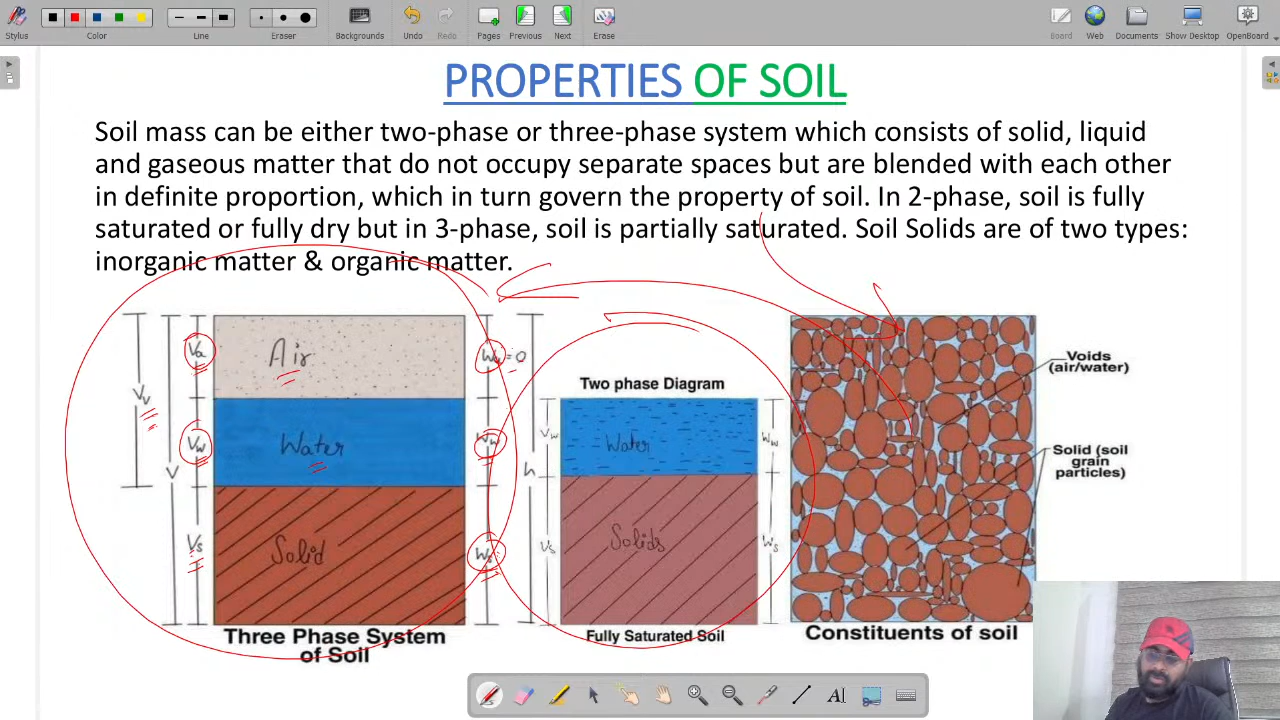 Stylus
Color
Line
Eraser
Backgrounds
Undo
Redo
Pages
Previous
Next
Erase
Board
Web
Documents
Show Desktop
OpenBoard
PROPERTIES OF SOIL
Soil mass can be either two-phase or three-phase system which consists of solid, liquid
and gaseous matter that do not occupy separate spaces but are blended with each other
in definite proportion, which in turn govern the property of soil. In 2-phase, soil is fully
saturated or fully dry but in 3-phase, soil is partially saturated. Soil Solids are of two types:
inorganic matter & organic matter.
Va
Air
=0
Vv
Vw
Water
V
Vs
Solid
Three Phase System
of Soil
Two phase Diagram
Vw
Water
Ww
Vs
Solids
Ws
Fully Saturated Soil
Voids
(air/water)
Solid (soil
grain
particles)
Constituents of soil
AI